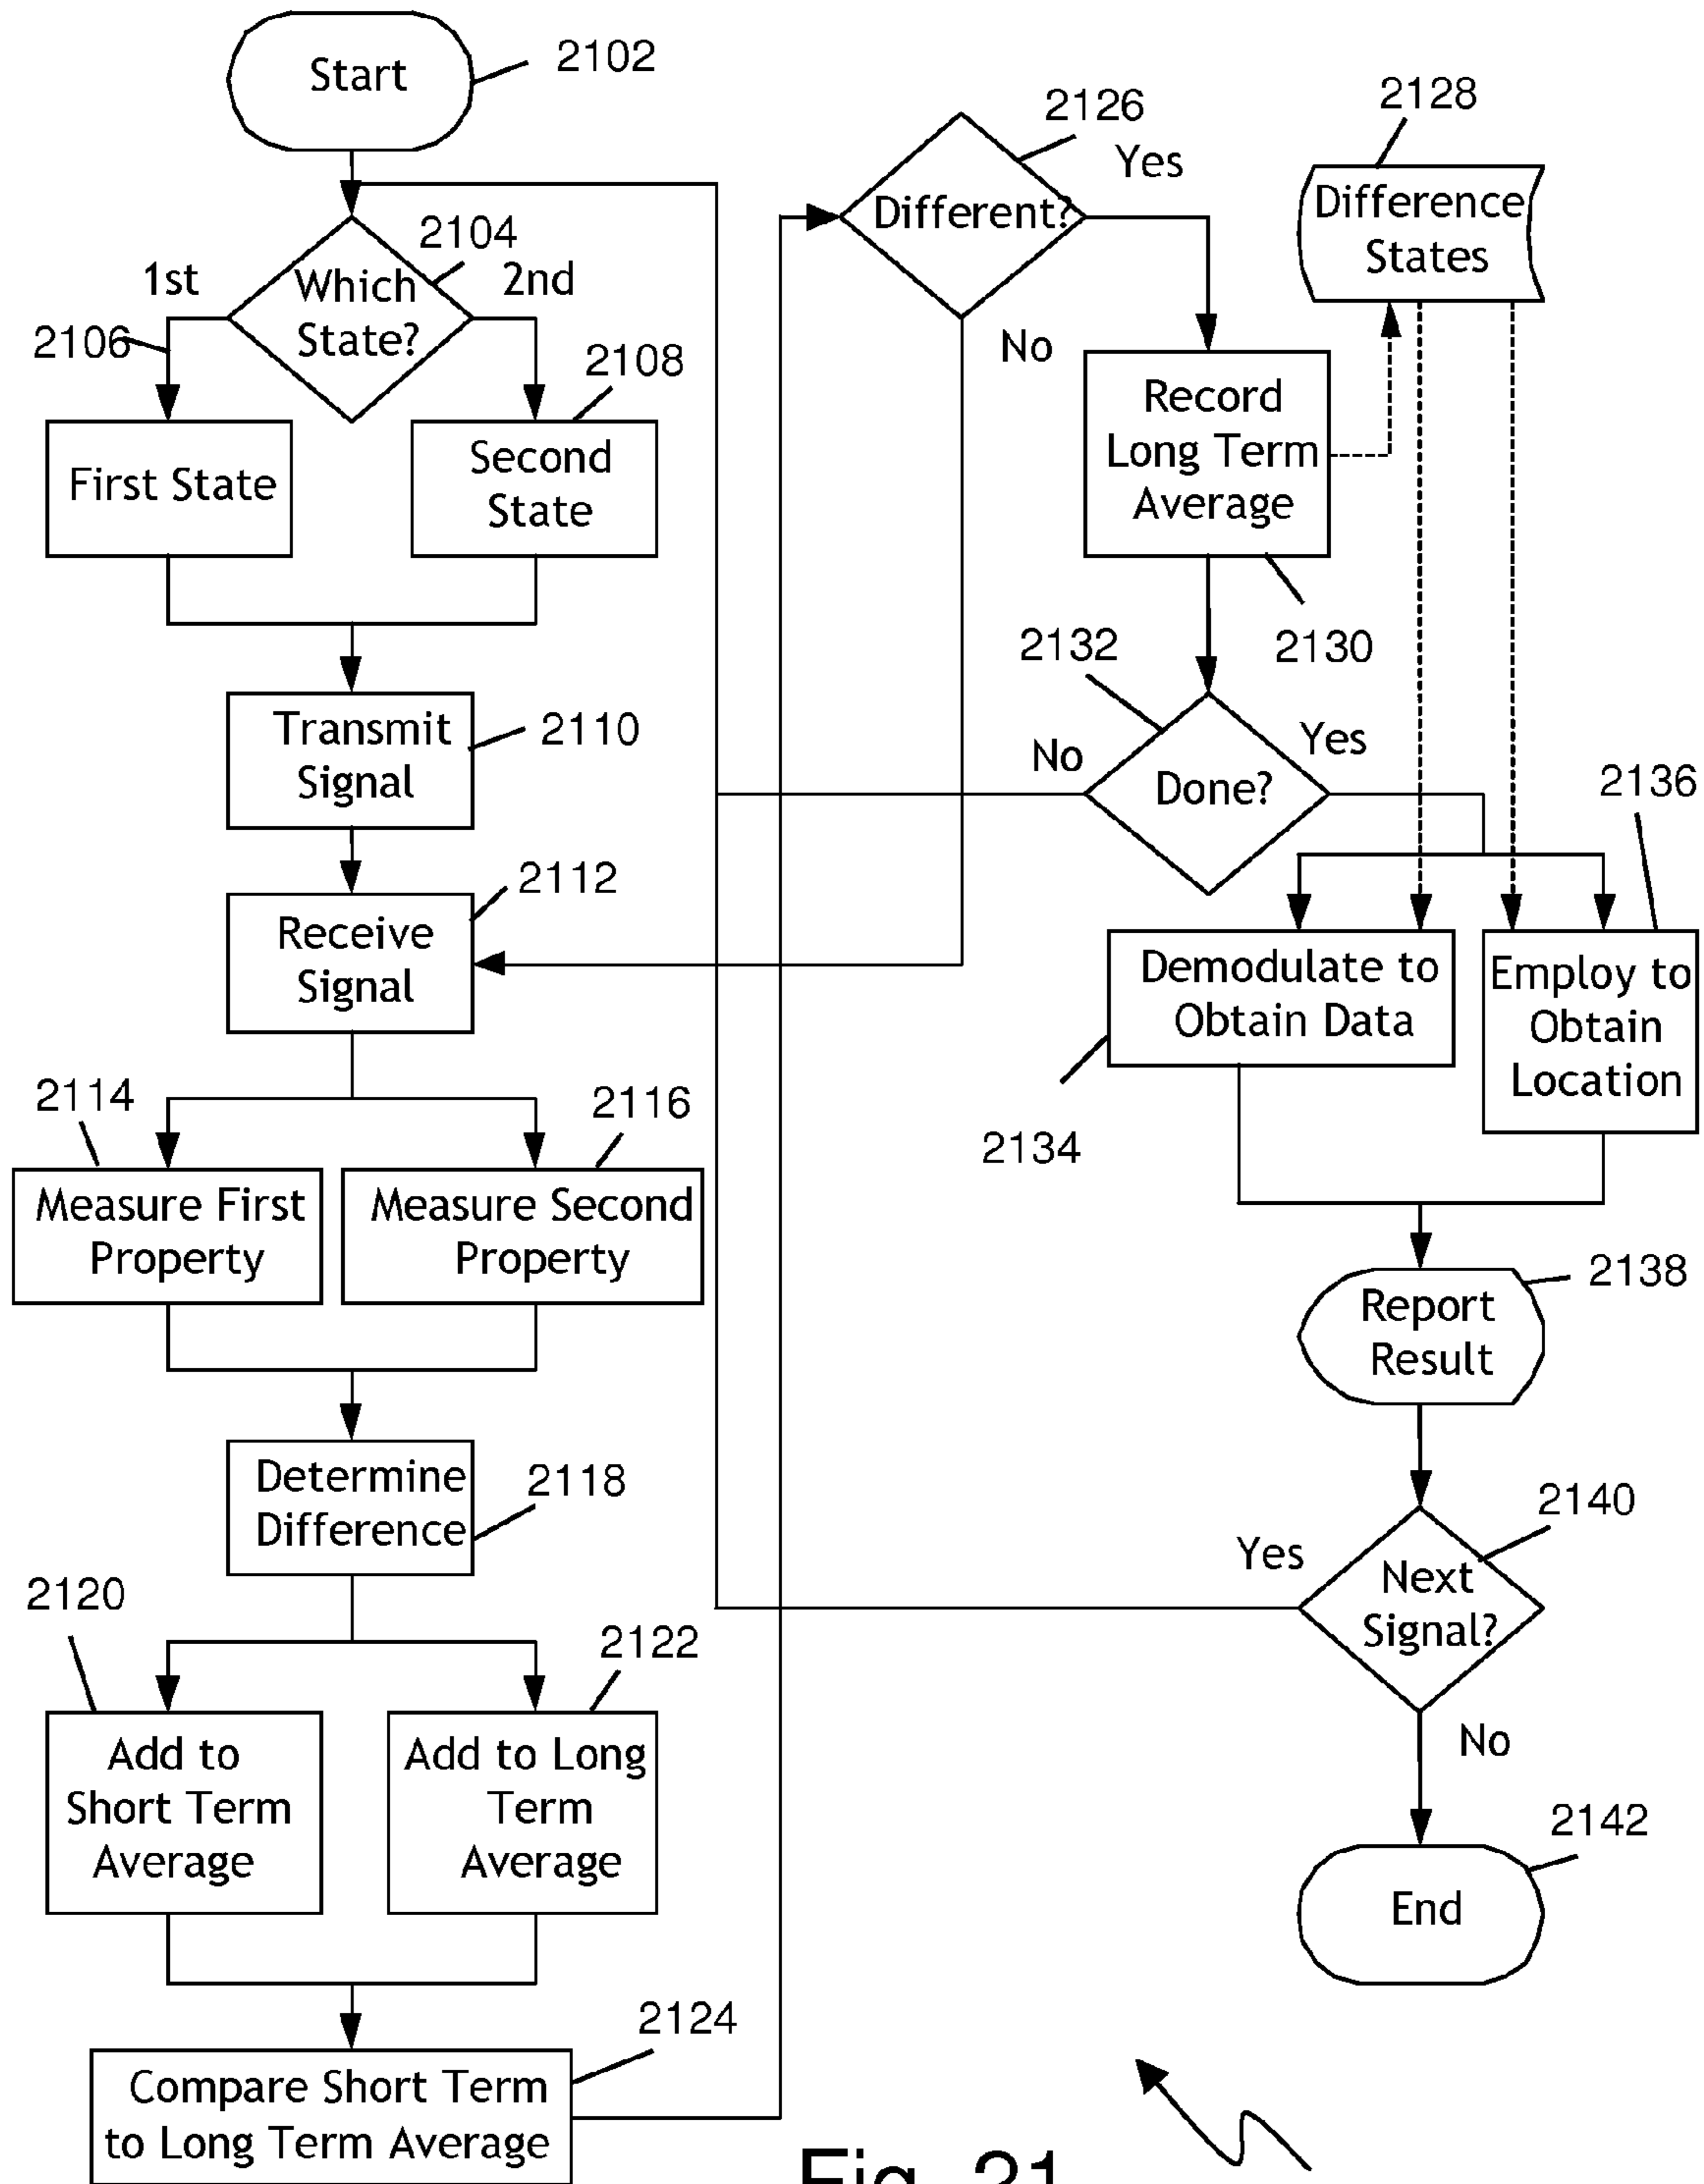 Start
2102
Which
State?
2104
1st
2nd
2106
First State
2108
Second
State
Transmit
Signal
2110
Receive
Signal
2112
2114
2116
Measure First
Property
Measure Second
Property
Determine
Difference
2118
2120
2122
Add to
Short Term
Average
Add to Long
Term
Average
2124
Compare Short Term
to Long Term Average
2126
Different?
Yes
No
2128
Difference
States
Record
Long Term
Average
2130
2132
Done?
No
Yes
2136
Demodulate to
Obtain Data
Employ to
Obtain
Location
2134
Report
Result
2138
2140
Next
Signal?
Yes
No
2142
End
Fig. 21